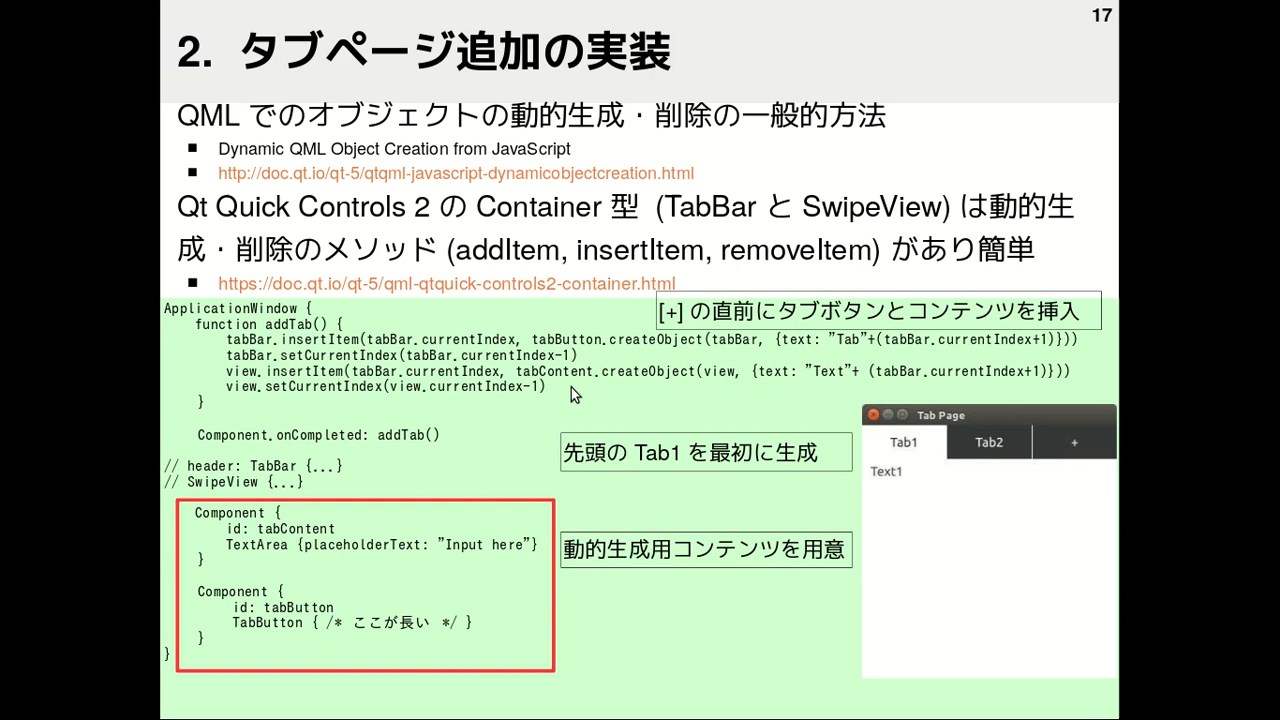 17
2. タブページ追加の実装
QML でのオブジェクトの動的生成・削除の一般的方法
■ Dynamic QML Object Creation from JavaScript
■ http://doc.qt.io/qt-5/qtqml-javascript-dynamicobjectcreation.html
Qt Quick Controls 2 の Container 型 (TabBar と SwipeView) は動的生
成・削除のメソッド (addItem, insertItem, removeItem) があり簡単
■ https://doc.qt.io/qt-5/qml-qtquick-controls2-container.html
[+] の直前にタブボタンとコンテンツを挿入
ApplicationWindow {
function addTab() {
tabBar.insertItem(tabBar.currentIndex, tabButton.createObject(tabBar, {text: "Tab"+(tabBar.currentIndex+1)}))
tabBar.setCurrentIndex(tabBar.currentIndex-1)
view.insertItem(tabBar.currentIndex, tabContent.createObject(view, {text: "Text"+ (tabBar.currentIndex+1)}))
view.setCurrentIndex(view.currentIndex-1)
}
Component.onCompleted: addTab()
先頭の Tab1 を最初に生成
// header: TabBar {...}
// SwipeView {...}
Component {
id: tabContent
TextArea {placeholderText: "Input here"}
}
動的生成用コンテンツを用意
Component {
id: tabButton
TabButton { /* ここが長い */ }
}
}
Tab Page
Tab1 Tab2 +
Text1